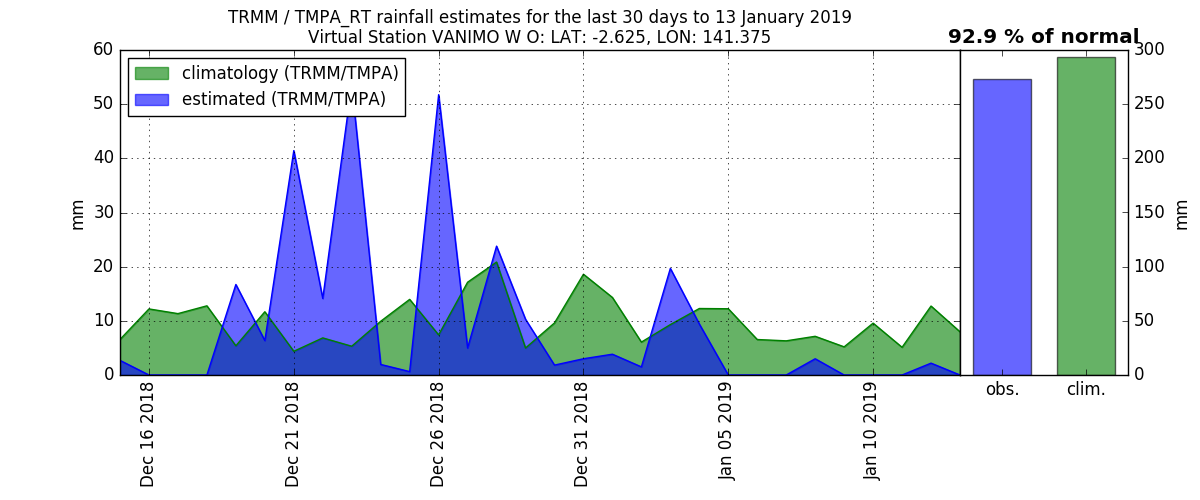 TRMM / TMPA_RT rainfall estimates for the last 30 days to 13 January 2019
Virtual Station VANIMO W O: LAT: -2.625, LON: 141.375
92.9 % of normal
climatology (TRMM/TMPA)
estimated (TRMM/TMPA)
60
50
40
30
20
10
0
mm
300
250
200
150
100
50
0
mm
Dec 16 2018
Dec 21 2018
Dec 26 2018
Dec 31 2018
Jan 05 2019
Jan 10 2019
obs.
clim.